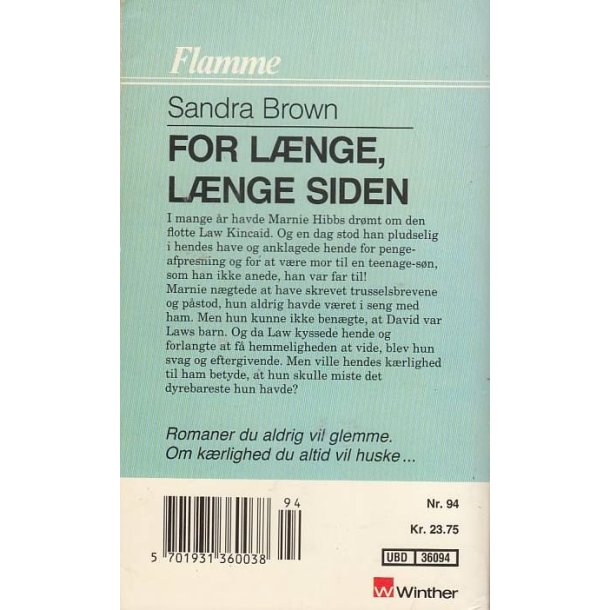 Flamme
Sandra Brown
FOR LÆNGE,
LÆNGE SIDEN
I mange år havde Marnie Hibbs drømt om den
flotte Law Kincaid. Og en dag stod han pludselig
i hendes have og anklagede hende for penge-
afpresning og for at være mor til en teenage-søn,
som han ikke anede, han var far til!
Marnie nægtede at have skrevet trusselsbrevene
og påstod, hun aldrig havde været i seng med
ham. Men hun kunne ikke benægte, at David var
Laws barn. Og da Law kyssede hende og
forlangte at få hemmeligheden at vide, blev hun
svag og eftergivende. Men ville hendes kærlighed
til ham betyde, at hun skulle miste det
dyrebareste hun havde?
Romaner du aldrig vil glemme.
Om kærlighed du altid vil huske...
94
5 701931 360038
Nr. 94
Kr. 23.75
UBD 36094
Winther